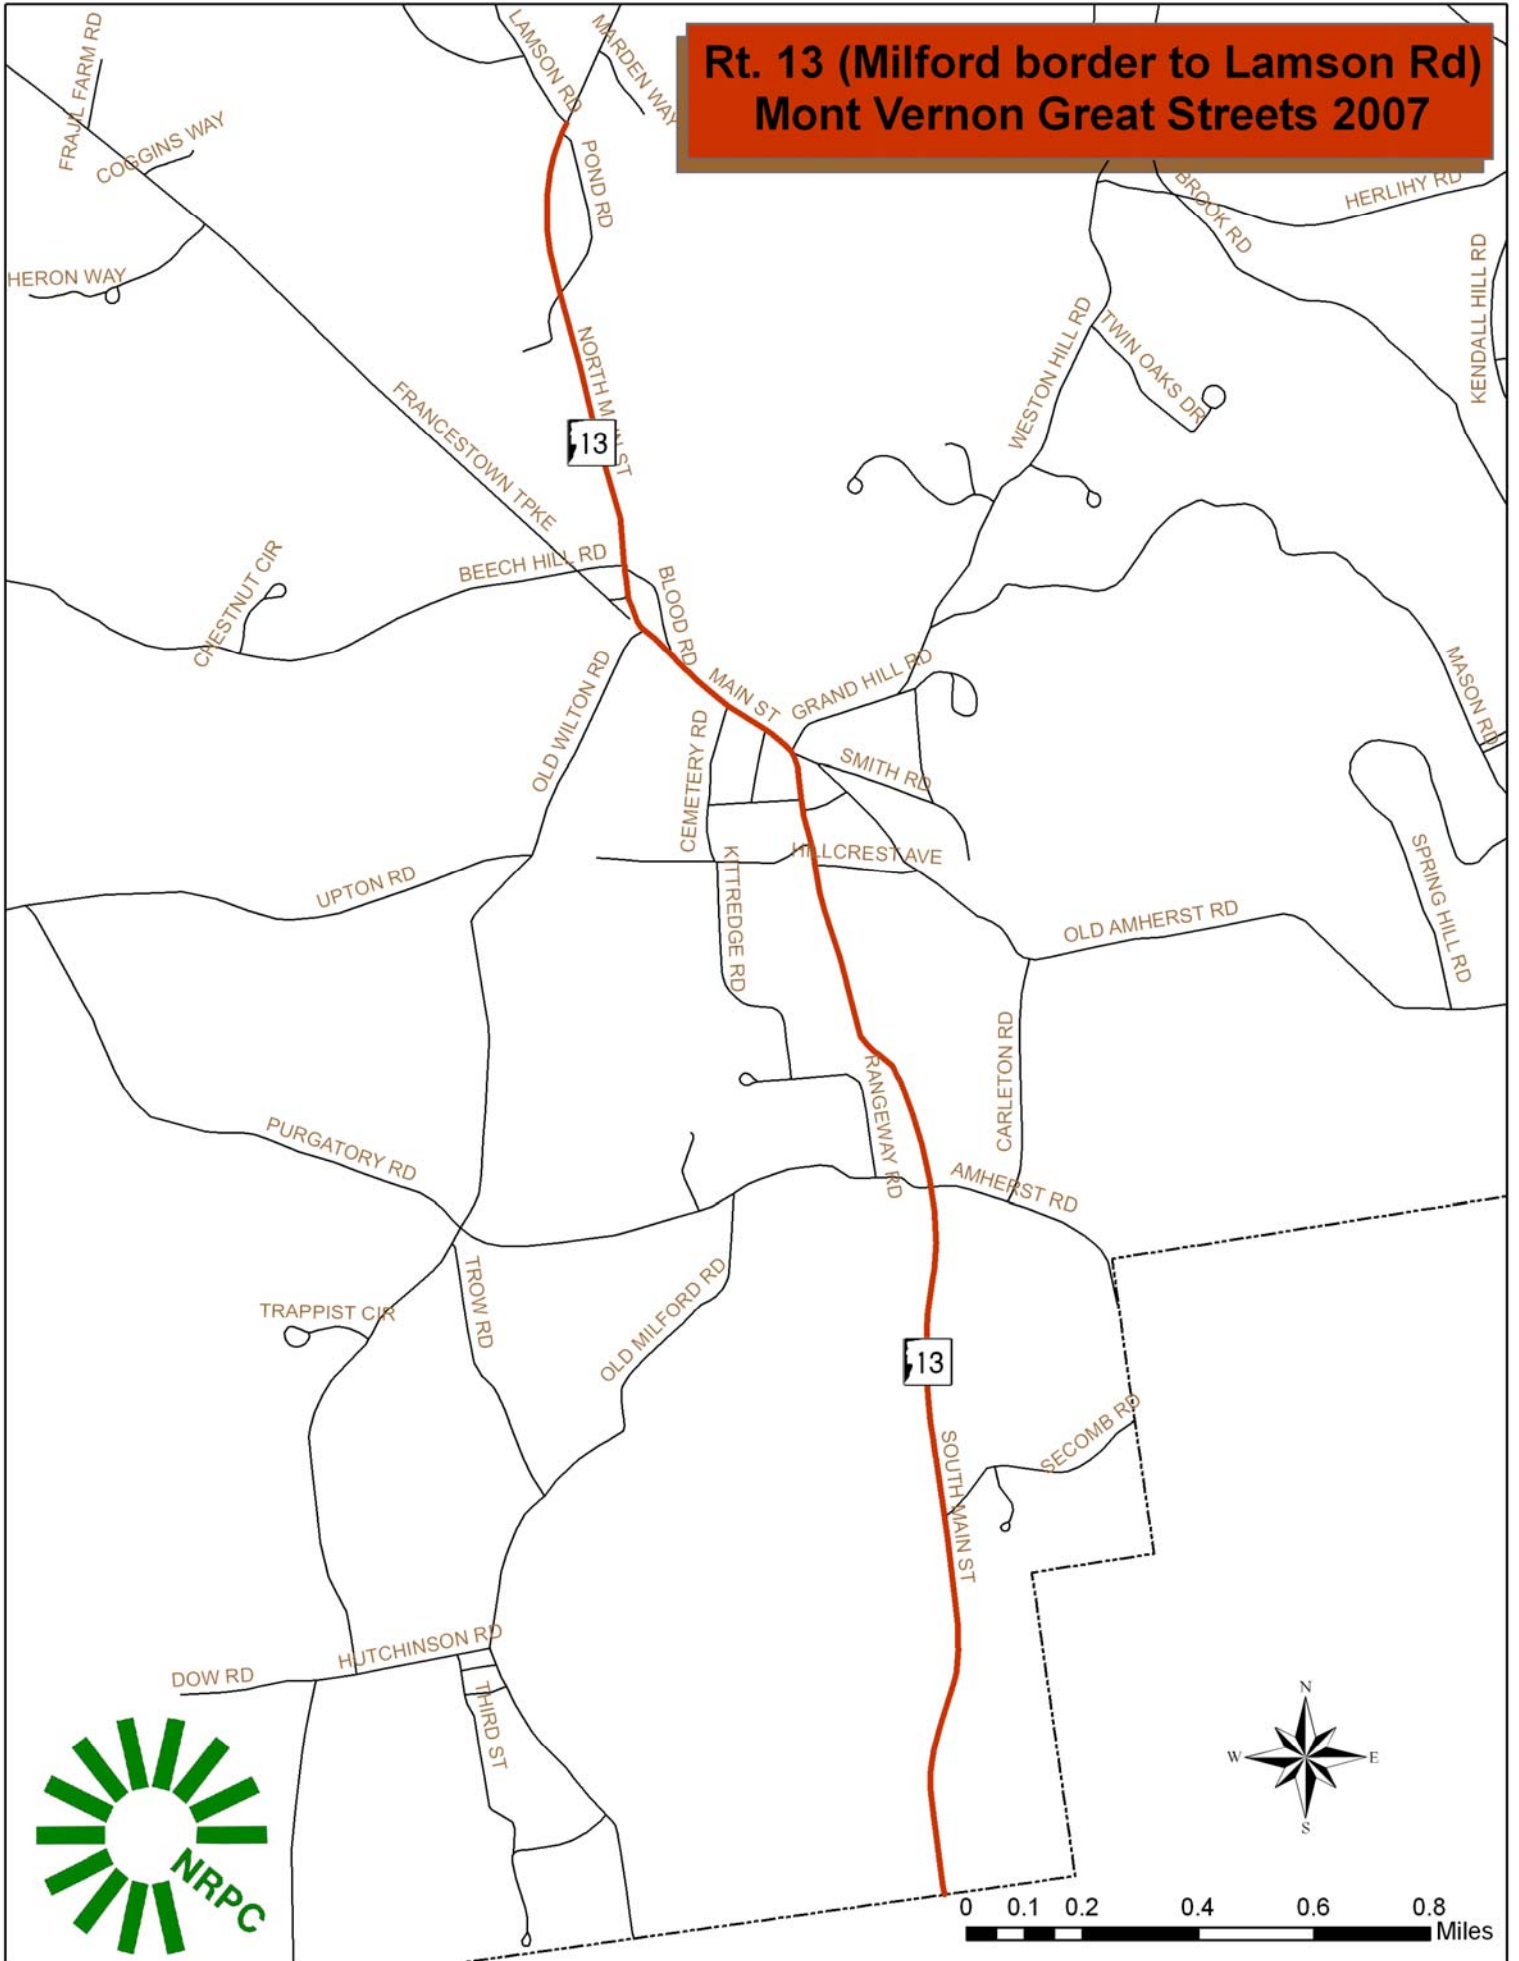 Rt. 13 (Milford border to Lamson Rd)
Mont Vernon Great Streets 2007
FRAJIL FARM RD
LAMSON RD
MARDEN WAY
COGGINS WAY
POND RD
BROOK RD
HERLIHY RD
HERON WAY
KENDALL HILL RD
NORTH MAIN ST
WESTON HILL RD
TWIN OAKS DR
FRANCESTOWN TPKE
13
CHESTNUT CIR
BEECH HILL RD
BLOOD RD
OLD WILTON RD
MAIN ST
GRAND HILL RD
MASON RD
CEMETERY RD
SMITH RD
HILLCREST AVE
UPTON RD
KITTREDGE RD
OLD AMHERST RD
SPRING HILL RD
CARLETON RD
RANGEWAY RD
PURGATORY RD
AMHERST RD
TROW RD
TRAPPIST CIR
OLD MILFORD RD
13
SECOMB RD
SOUTH MAIN ST
HUTCHINSON RD
DOW RD
THIRD ST
NRPC
N
W
E
S
0 0.1 0.2 0.4 0.6 0.8
Miles